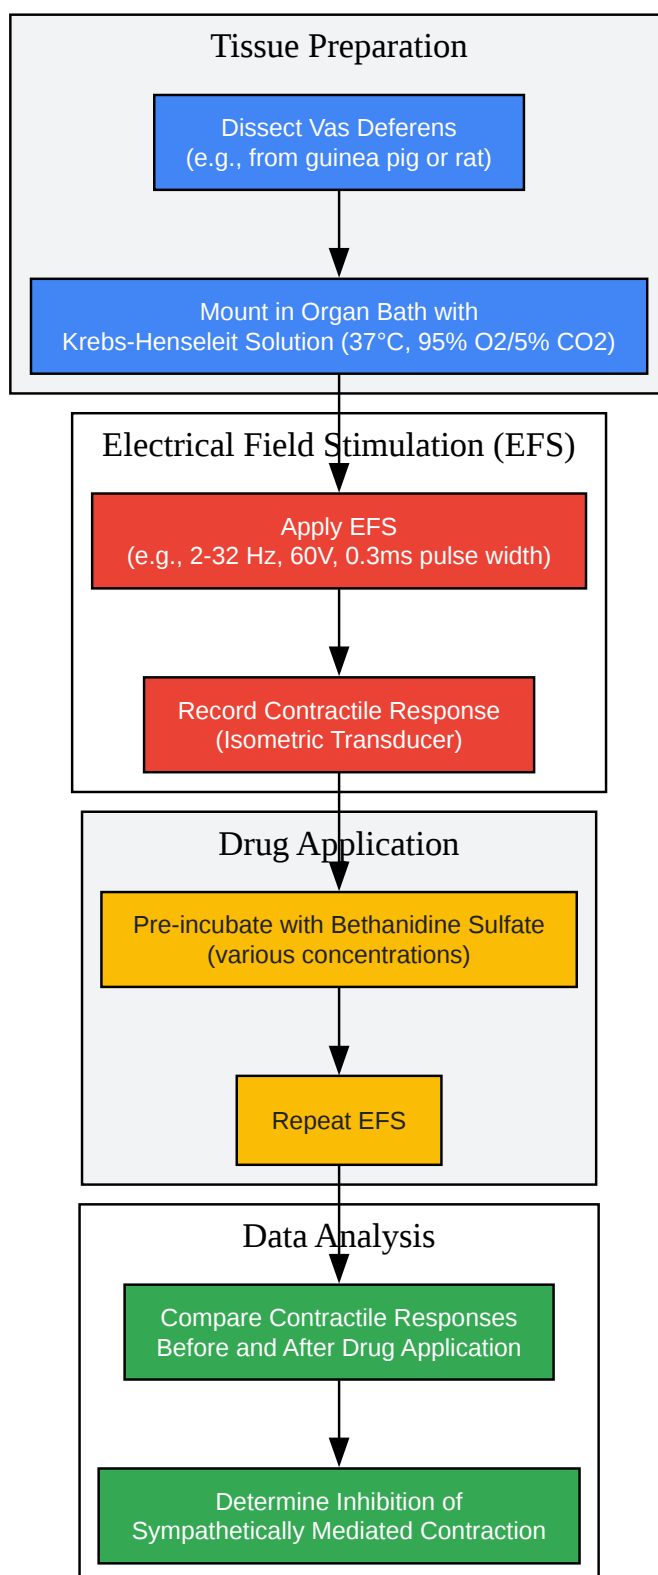 Tissue Preparation
Dissect Vas Deferens
(e.g., from guinea pig or rat)
Mount in Organ Bath with
Krebs-Henseleit Solution (37°C, 95% O2/5% CO2)
Electrical Field Stimulation (EFS)
Apply EFS
(e.g., 2-32 Hz, 60V, 0.3ms pulse width)
Record Contractile Response
(Isometric Transducer)
Drug Application
Pre-incubate with Bethanidine Sulfate
(various concentrations)
Repeat EFS
Data Analysis
Compare Contractile Responses
Before and After Drug Application
Determine Inhibition of
Sympathetically Mediated Contraction